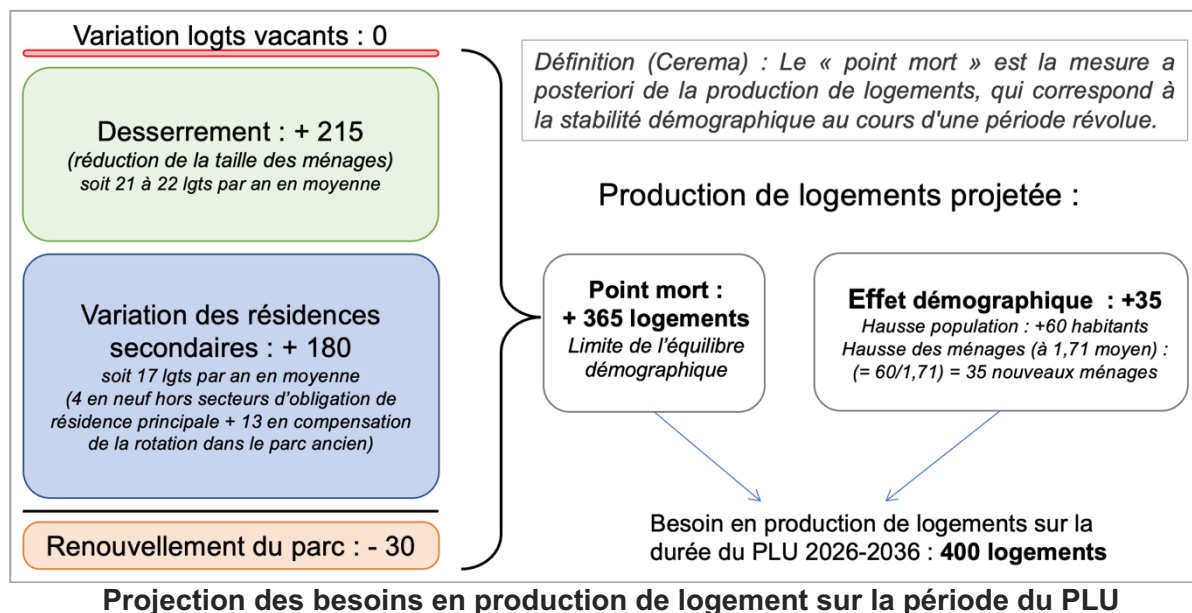 Variation logts vacants : 0
Desserrement : + 215
(réduction de la taille des ménages)
soit 21 à 22 lgts par an en moyenne
Variation des résidences
secondaires : + 180
soit 17 lgts par an en moyenne
(4 en neuf hors secteurs d'obligation de
résidence principale + 13 en compensation
de la rotation dans le parc ancien)
Renouvellement du parc : - 30
Définition (Cerema) : Le « point mort » est la mesure a
posteriori de la production de logements, qui correspond à
la stabilité démographique au cours d'une période révolue.
Production de logements projetée :
Point mort :
+ 365 logements
Limite de l'équilibre
démographique
Effet démographique : +35
Hausse population : +60 habitants
Hausse des ménages (à 1,71 moyen) :
(= 60/1,71) = 35 nouveaux ménages
Besoin en production de logements sur la
durée du PLU 2026-2036 : 400 logements
Projection des besoins en production de logement sur la période du PLU